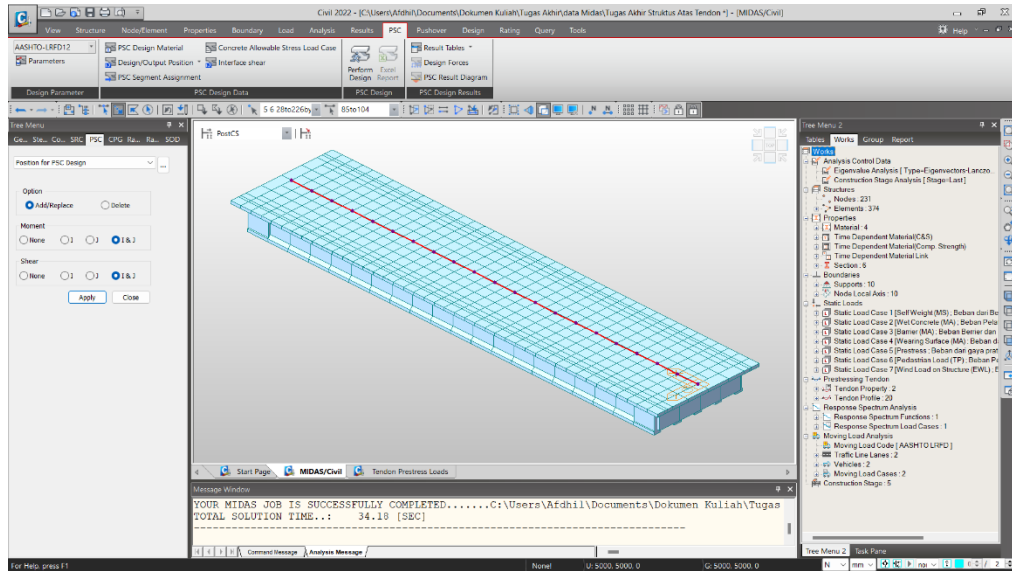 Civil 2022 - [C:\Users\Afdhil\Documents\Dokumen Kuliah\Tugas Akhir\data Midas\Tugas Akhir Struktus Atas Tendon *] - [MIDAS/Civil]
View Structure Node/Element Properties Boundary Load Analysis Results PSC Pushover Design Rating Query Tools Help
AASHTO-LRFD12 PSC Design Material Concrete Allowable Stress Load Case Result Tables
Parameters Design/Output Position Interface shear Design Forces
PSC Segment Assignment Perform Design Excel Report PSC Result Diagram
Design Parameter PSC Design Data PSC Design PSC Design Results
5 6 28to226by 85to104
Tree Menu
Ge... Ste... Co... SRC PSC CPG Ra... Ra... SOD
Position for PSC Design ...
Option
Add/Replace Delete
Moment
None I J I & J
Shear
None I J I & J
Apply Close
PostCS
Start Page MIDAS/Civil Tendon Prestress Loads
Message Window
YOUR MIDAS JOB IS SUCCESSFULLY COMPLETED.......C:\Users\Afdhil\Documents\Dokumen Kuliah\Tugas
TOTAL SOLUTION TIME..: 34.18 [SEC]
Command Message Analysis Message
Tree Menu 2
Tables Works Group Report
Works
Analysis Control Data
Eigenvalue Analysis [ Type=Eigenvectors-Lanczo...
Construction Stage Analysis [ Stage=Last]
Structures
Nodes : 231
Elements : 374
Properties
Material : 4
Time Dependent Material(C&S)
Time Dependent Material(Comp. Strength)
Time Dependent Material Link
Section : 6
Boundaries
Supports : 10
Node Local Axis : 10
Static Loads
Static Load Case 1 [Self Weight (MS) ; Beban dari Be
Static Load Case 2 [Wet Concrete (MA) ; Beban Pela
Static Load Case 3 [Barrier (MA) ; Beban Berrier dan
Static Load Case 4 [Wearing Surface (MA) ; Beban d
Static Load Case 5 [Prestress ; Beban dari gaya prat
Static Load Case 6 [Pedastrian Load (TP) ; Beban Pe
Static Load Case 7 [Wind Load on Structure (EWL) ; E
Prestressing Tendon
Tendon Property : 2
Tendon Profile : 20
Response Spectrum Analysis
Response Spectrum Functions : 1
Response Spectrum Load Cases : 1
Moving Load Analysis
Moving Load Code [ AASHTO LRFD ]
Traffic Line Lanes : 2
Vehicles : 2
Moving Load Cases : 2
Construction Stage : 5
Tree Menu 2 Task Pane
For Help, press F1 None! U: 5000, 5000, 0 G: 5000, 5000, 0 N mm